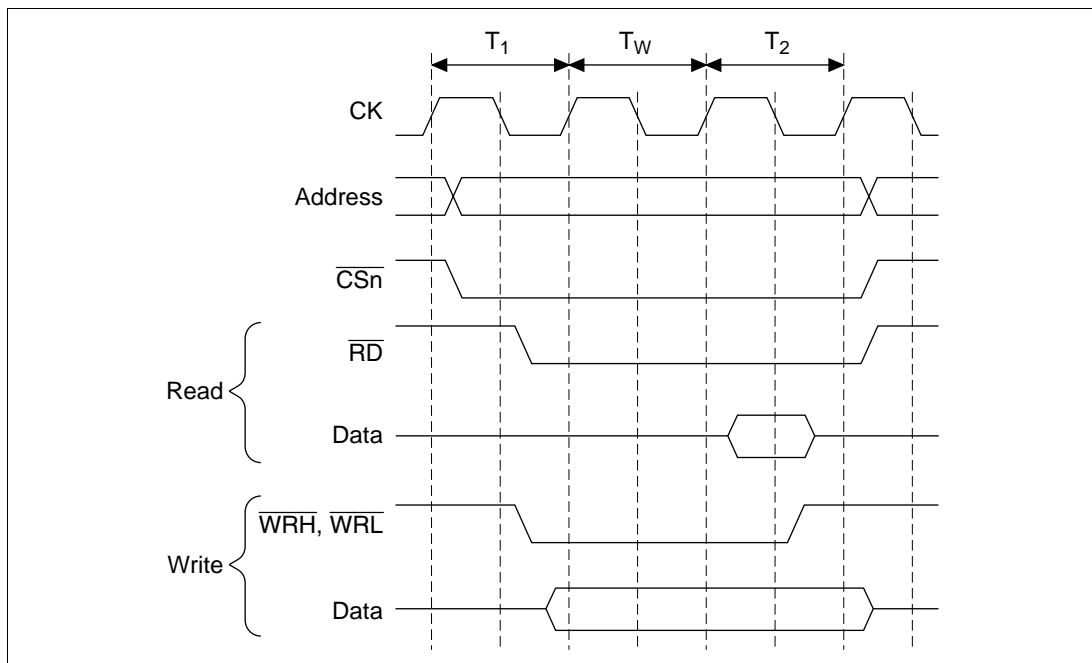 T1 TW T2
CK
Address
CSn
RD
Read
Data
WRH, WRL
Write
Data